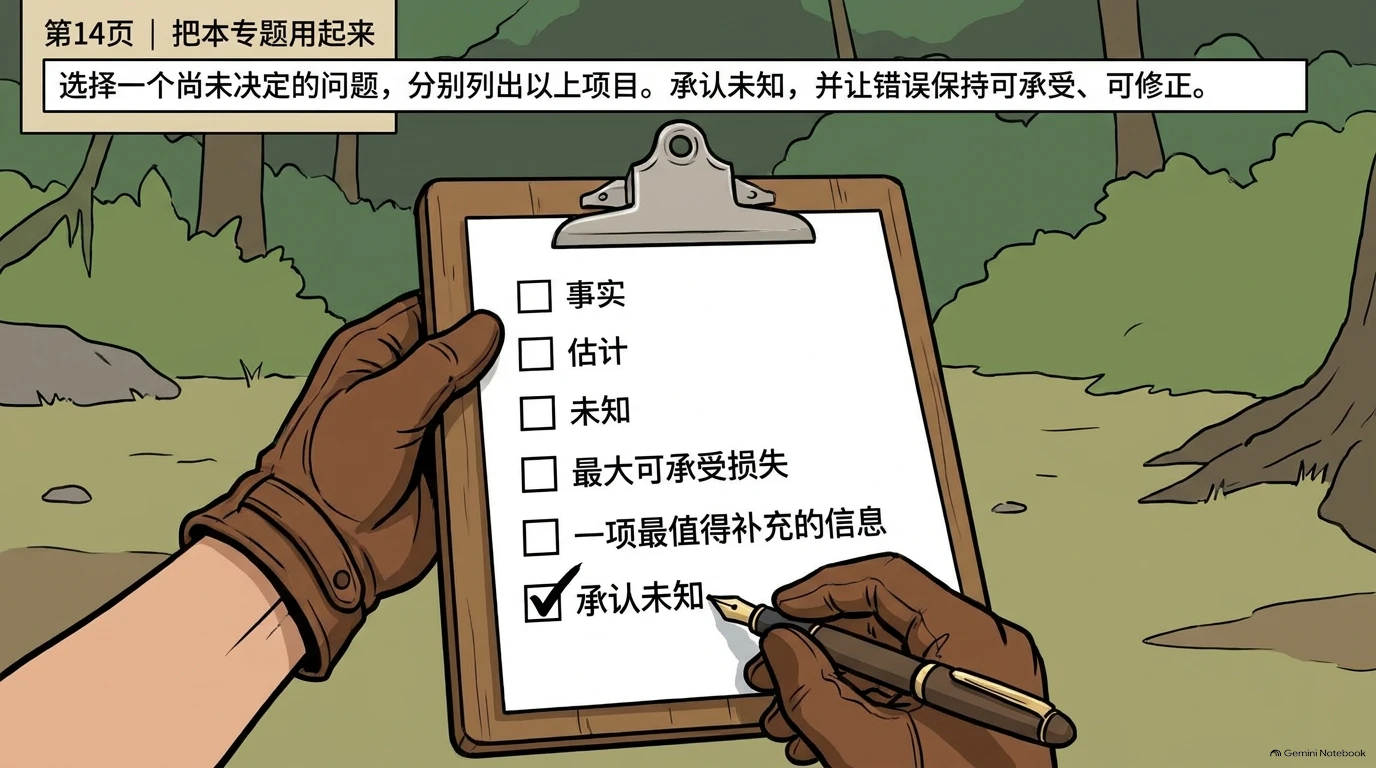 第14页 | 把本专题用起来
选择一个尚未决定的问题，分别列出以上项目。承认未知，并让错误保持可承受、可修正。
事实
估计
未知
最大可承受损失
一项最值得补充的信息
承认未知
Gemini Notebook